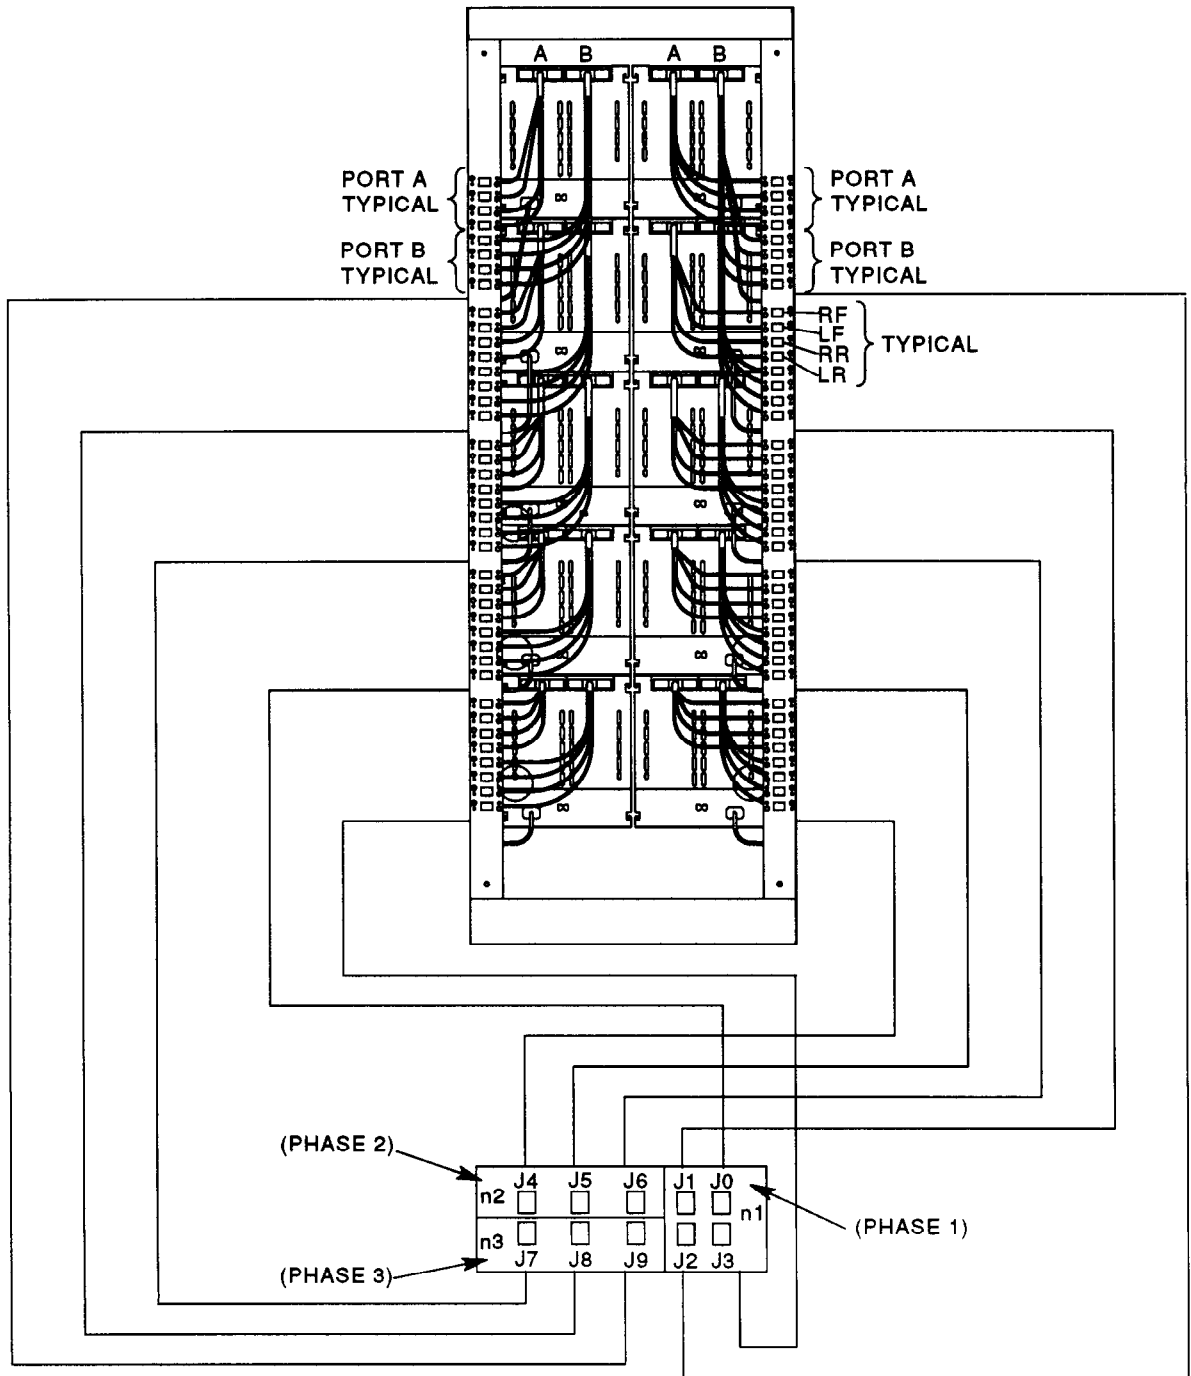 A B A B
PORT A
TYPICAL
PORT A
TYPICAL
PORT B
TYPICAL
PORT B
TYPICAL
RF
LF
RR
LR
TYPICAL
(PHASE 2)
J4 J5 J6 J1 J0
n2
n1
(PHASE 1)
n3
J7 J8 J9 J2 J3
(PHASE 3)